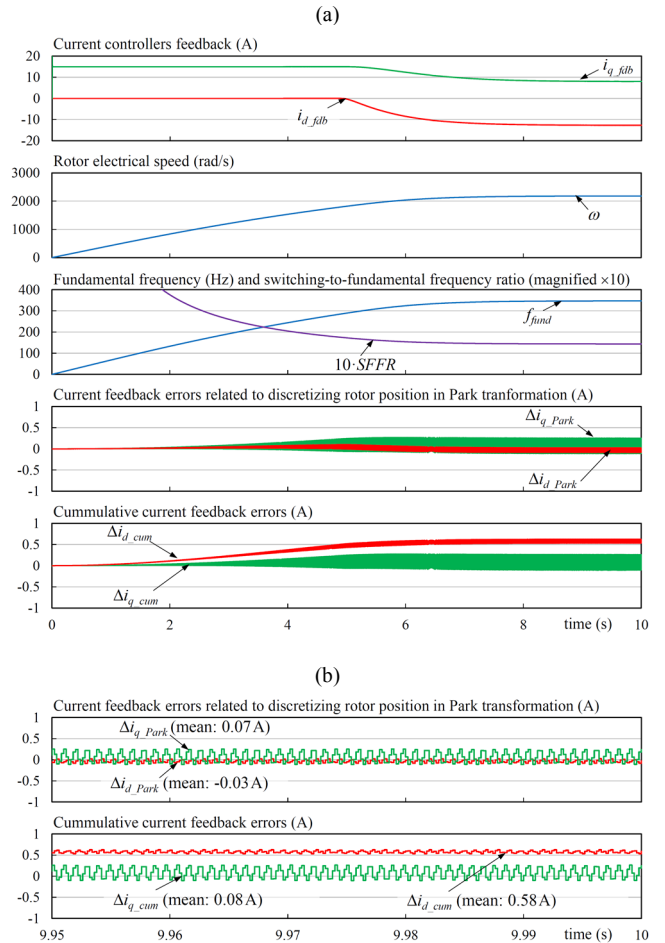 (a)
Current controllers feedback (A)
20
10
0
-10
-20
i_q_fdb
i_d_fdb
Rotor electrical speed (rad/s)
3000
2000
1000
0
ω
Fundamental frequency (Hz) and switching-to-fundamental frequency ratio (magnified ×10)
400
300
200
100
0
f_fund
10·SFFR
Current feedback errors related to discretizing rotor position in Park tranformation (A)
1
0.5
0
-0.5
-1
Δi_q_Park
Δi_d_Park
Cummulative current feedback errors (A)
1
0.5
0
-0.5
-1
Δi_d_cum
Δi_q_cum
0 2 4 6 8 10
time (s)
(b)
Current feedback errors related to discretizing rotor position in Park transformation (A)
1
0.5
0
-0.5
-1
Δi_q_Park (mean: 0.07 A)
Δi_d_Park (mean: -0.03 A)
Cummulative current feedback errors (A)
1
0.5
0
-0.5
-1
Δi_q_cum (mean: 0.08 A)
Δi_d_cum (mean: 0.58 A)
9.95 9.96 9.97 9.98 9.99 10
time (s)